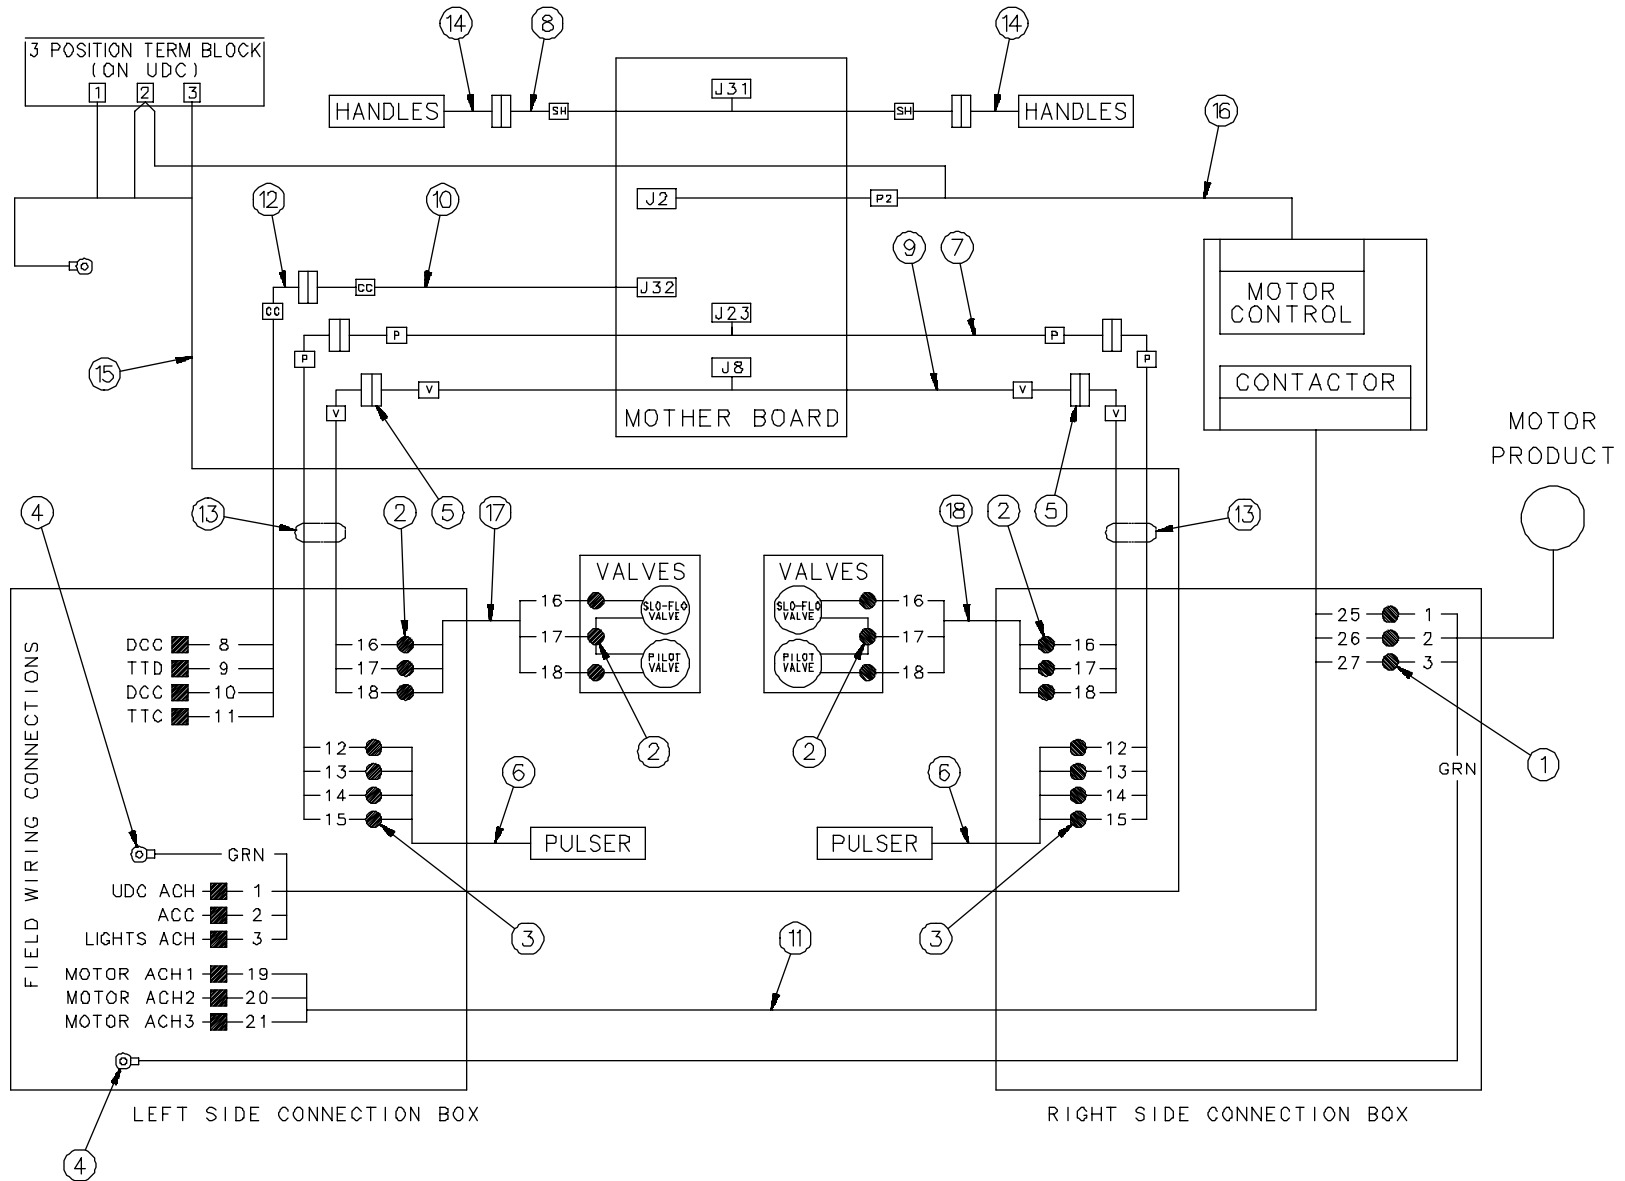 14
8
14
3 POSITION TERM BLOCK
(ON UDC)
1 2 3
J31
HANDLES
SH
SH
HANDLES
16
12
10
J2
P2
9
7
CC
J32
MOTOR
CONTROL
CC
J23
P
P
P
P
15
J8
V
V
V
V
CONTACTOR
MOTHER BOARD
MOTOR
PRODUCT
4
13
2
5
17
18
2
5
13
VALVES
VALVES
16
SLO-FLO
VALVE
17
PILOT
VALVE
18
SLO-FLO
VALVE
16
17
PILOT
VALVE
18
25 1
26 2
27 3
FIELD WIRING CONNECTIONS
DCC 8
TTD 9
DCC 10
TTC 11
16
17
18
16
17
18
2
2
12
13
14
15
12
13
14
15
6
6
GRN
1
PULSER
PULSER
GRN
UDC ACH 1
ACC 2
LIGHTS ACH 3
3
11
3
MOTOR ACH1 19
MOTOR ACH2 20
MOTOR ACH3 21
LEFT SIDE CONNECTION BOX
RIGHT SIDE CONNECTION BOX
4